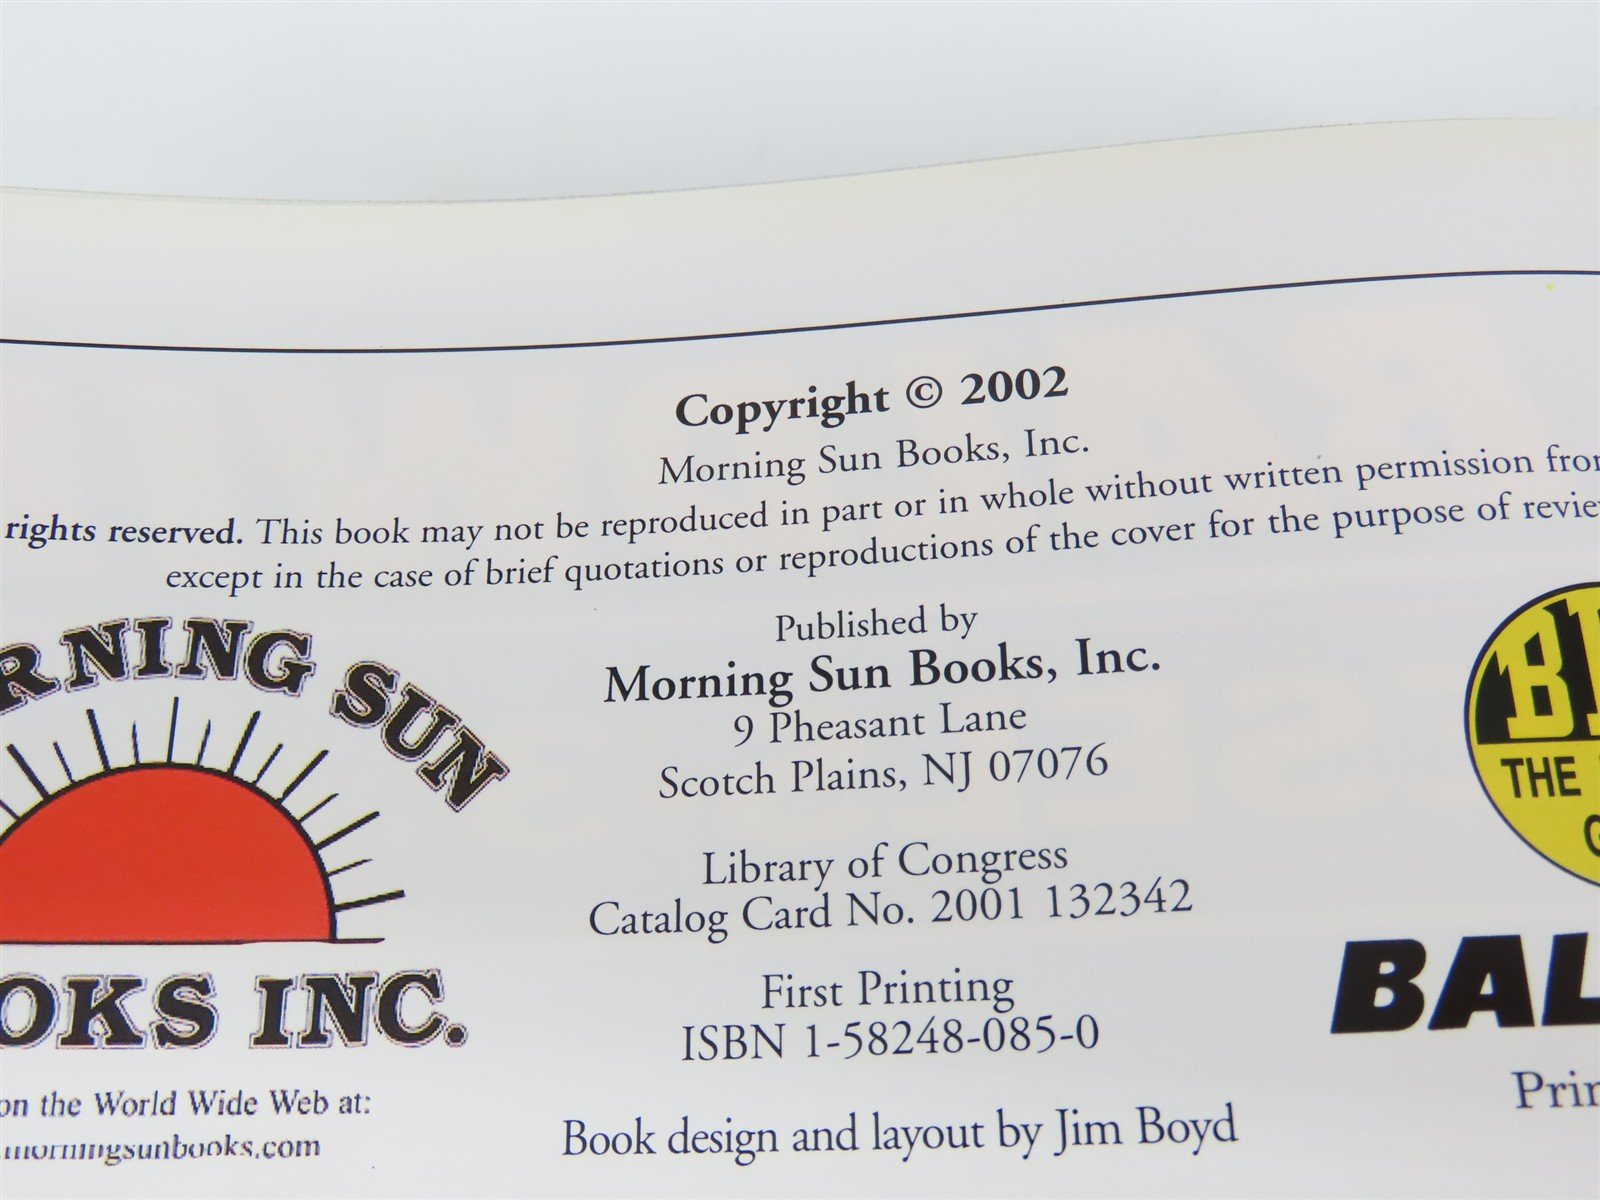 Copyright © 2002
Morning Sun Books, Inc.
rights reserved. This book may not be reproduced in part or in whole without written permission
except in the case of brief quotations or reproductions of the cover for the purpose of
Published by
Morning Sun Books, Inc.
9 Pheasant Lane
Scotch Plains, NJ 07076
Library of Congress
Catalog Card No. 2001 132342
First Printing
ISBN 1-58248-085-0
Book design and layout by Jim Boyd
RNING SUN
OKS INC.
on the World Wide Web at:
morningsunbooks.com
THE
BAL